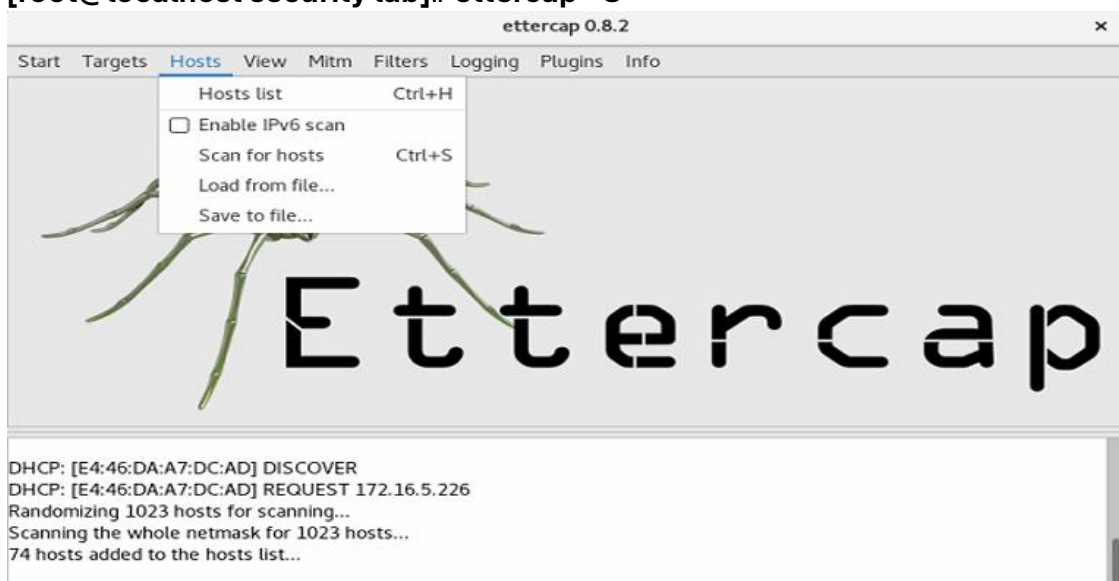 ettercap 0.8.2 ×
Start Targets Hosts View Mitm Filters Logging Plugins Info
Hosts list Ctrl+H
Enable IPv6 scan
Scan for hosts Ctrl+S
Load from file...
Save to file...
Ettercap
DHCP: [E4:46:DA:A7:DC:AD] DISCOVER
DHCP: [E4:46:DA:A7:DC:AD] REQUEST 172.16.5.226
Randomizing 1023 hosts for scanning...
Scanning the whole netmask for 1023 hosts...
74 hosts added to the hosts list...